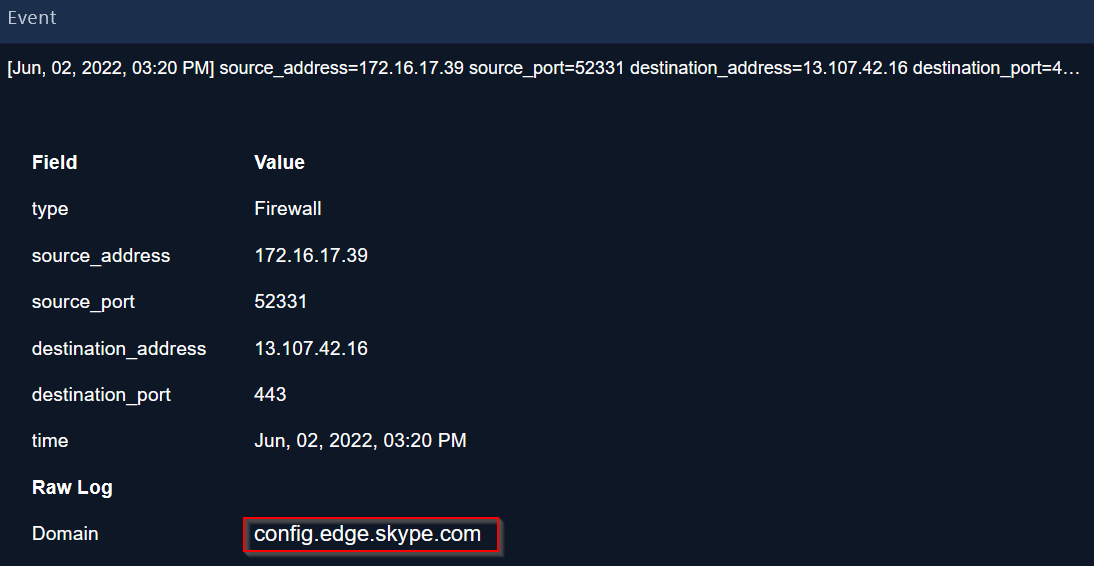 Event
[Jun, 02, 2022, 03:20 PM] source_address=172.16.17.39 source_port=52331 destination_address=13.107.42.16 destination_port=4…
Field Value
type Firewall
source_address 172.16.17.39
source_port 52331
destination_address 13.107.42.16
destination_port 443
time Jun, 02, 2022, 03:20 PM
Raw Log
Domain config.edge.skype.com